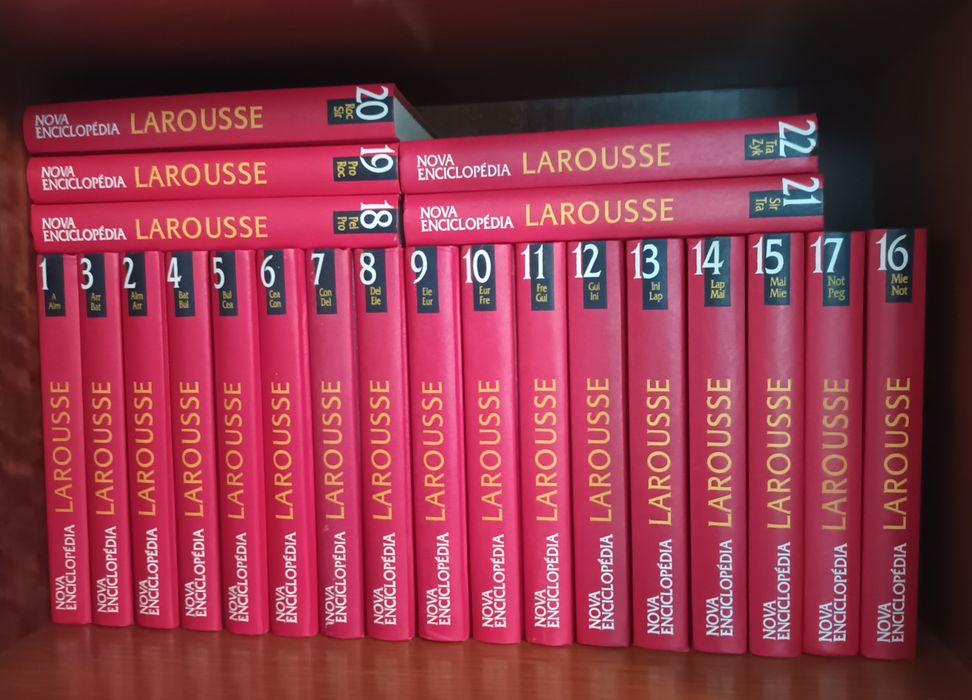 NOVA
ENCICLOPÉDIA LAROUSSE
20
Roc
Sir
NOVA
ENCICLOPÉDIA LAROUSSE
19
Pro
Roc
NOVA
ENCICLOPÉDIA LAROUSSE
18
Pei
Pro
NOVA
ENCICLOPÉDIA LAROUSSE
22
Tra
Zyk
NOVA
ENCICLOPÉDIA LAROUSSE
21
Sir
Tra
1
A
Alm
NOVA
ENCICLOPÉDIA LAROUSSE
3
Arr
Bat
NOVA
ENCICLOPÉDIA LAROUSSE
2
Alm
Arr
NOVA
ENCICLOPÉDIA LAROUSSE
4
Bat
Bul
NOVA
ENCICLOPÉDIA LAROUSSE
5
Bul
Cea
NOVA
ENCICLOPÉDIA LAROUSSE
6
Cea
Con
NOVA
ENCICLOPÉDIA LAROUSSE
7
Con
Del
NOVA
ENCICLOPÉDIA LAROUSSE
8
Del
Ele
NOVA
ENCICLOPÉDIA LAROUSSE
9
Ele
Eur
NOVA
ENCICLOPÉDIA LAROUSSE
10
Eur
Fre
NOVA
ENCICLOPÉDIA LAROUSSE
11
Fre
Gui
NOVA
ENCICLOPÉDIA LAROUSSE
12
Gui
Ini
NOVA
ENCICLOPÉDIA LAROUSSE
13
Ini
Lap
NOVA
ENCICLOPÉDIA LAROUSSE
14
Lap
Mai
NOVA
ENCICLOPÉDIA LAROUSSE
15
Mai
Mie
NOVA
ENCICLOPÉDIA LAROUSSE
17
Not
Peg
NOVA
ENCICLOPÉDIA LAROUSSE
16
Mie
Not
NOVA
ENCICLOPÉDIA LAROUSSE